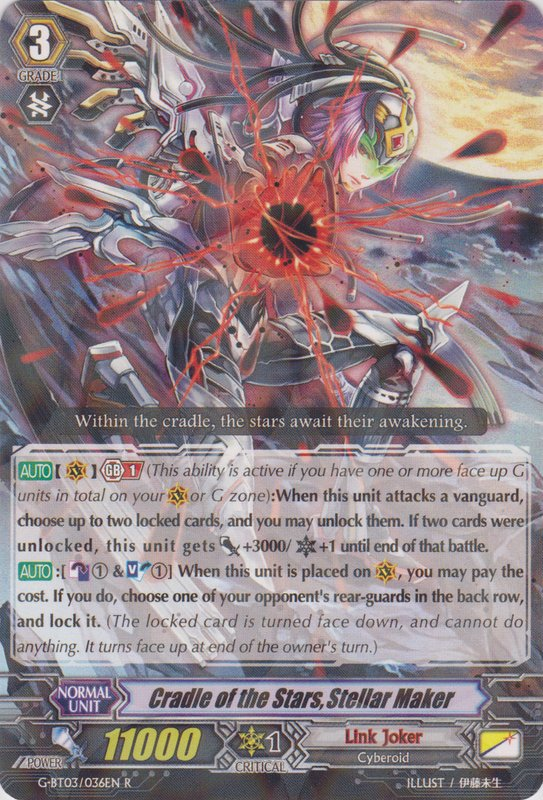 3
GRADE
Within the cradle, the stars await their awakening.
AUTO【 】GB 1 (This ability is active if you have one or more face up G
units in total on your or G zone):When this unit attacks a vanguard,
choose up to two locked cards, and you may unlock them. If two cards were
unlocked, this unit gets +3000/ +1 until end of that battle.
AUTO:[ ① & V ①] When this unit is placed on , you may pay the
cost. If you do, choose one of your opponent's rear-guards in the back row,
and lock it. (The locked card is turned face down, and cannot do
anything. It turns face up at end of the owner's turn.)
NORMAL
UNIT
Cradle of the Stars, Stellar Maker
POWER
11000
1
CRITICAL
Link Joker
Cyberoid
G-BT03/036EN R
ILLUST / 伊藤未生